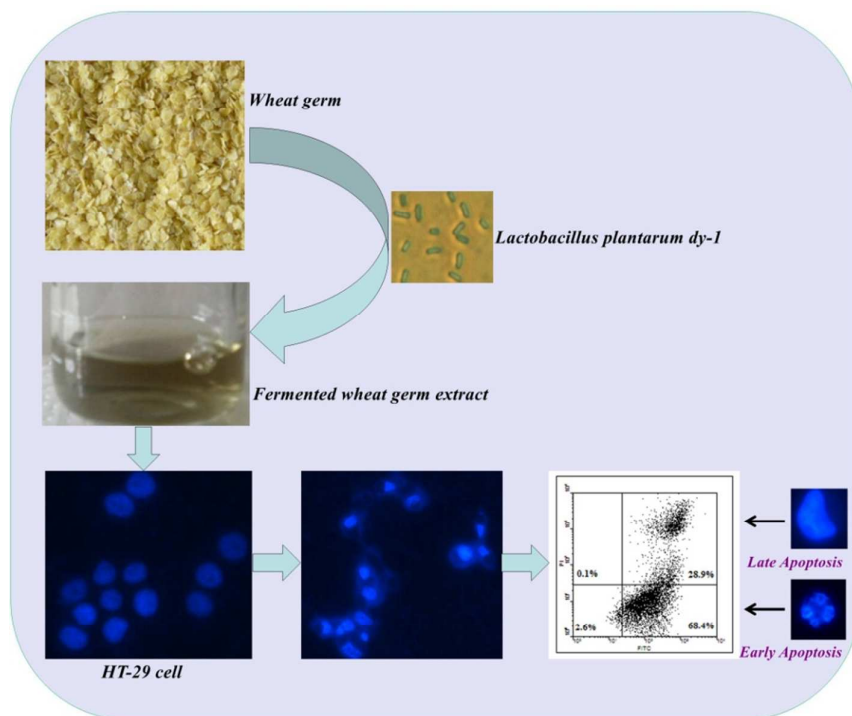 Wheat germ
Lactobacillus plantarum dy-1
Fermented wheat germ extract
0.1%
28.9%
2.6%
68.4%
FITC
Late Apoptosis
Early Apoptosis
HT-29 cell